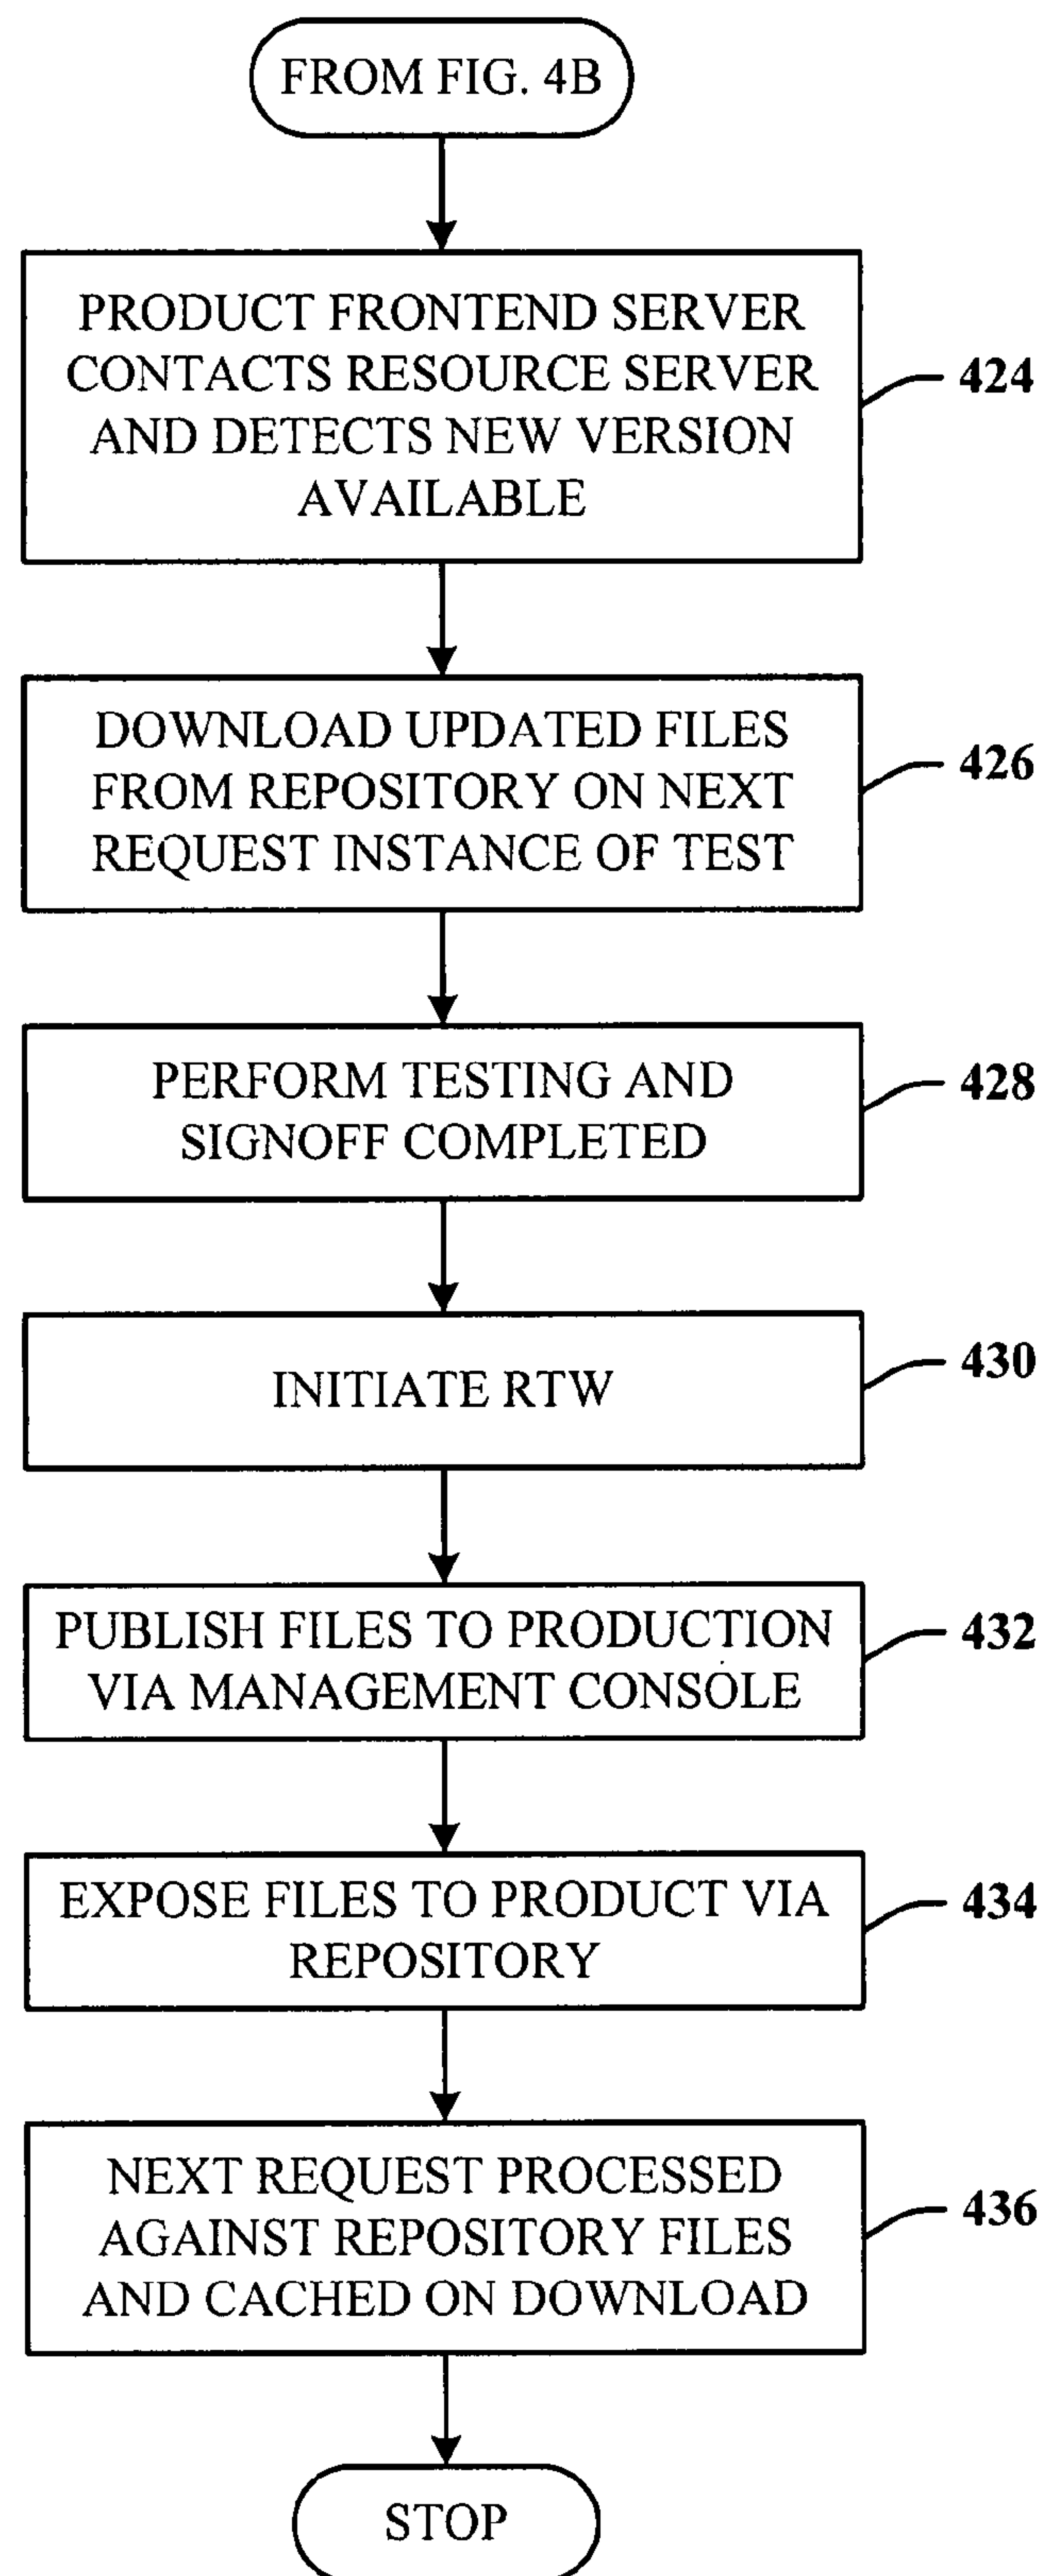 FROM FIG. 4B
PRODUCT FRONTEND SERVER
CONTACTS RESOURCE SERVER
AND DETECTS NEW VERSION
AVAILABLE
424
DOWNLOAD UPDATED FILES
FROM REPOSITORY ON NEXT
REQUEST INSTANCE OF TEST
426
PERFORM TESTING AND
SIGNOFF COMPLETED
428
INITIATE RTW
430
PUBLISH FILES TO PRODUCTION
VIA MANAGEMENT CONSOLE
432
EXPOSE FILES TO PRODUCT VIA
REPOSITORY
434
NEXT REQUEST PROCESSED
AGAINST REPOSITORY FILES
AND CACHED ON DOWNLOAD
436
STOP